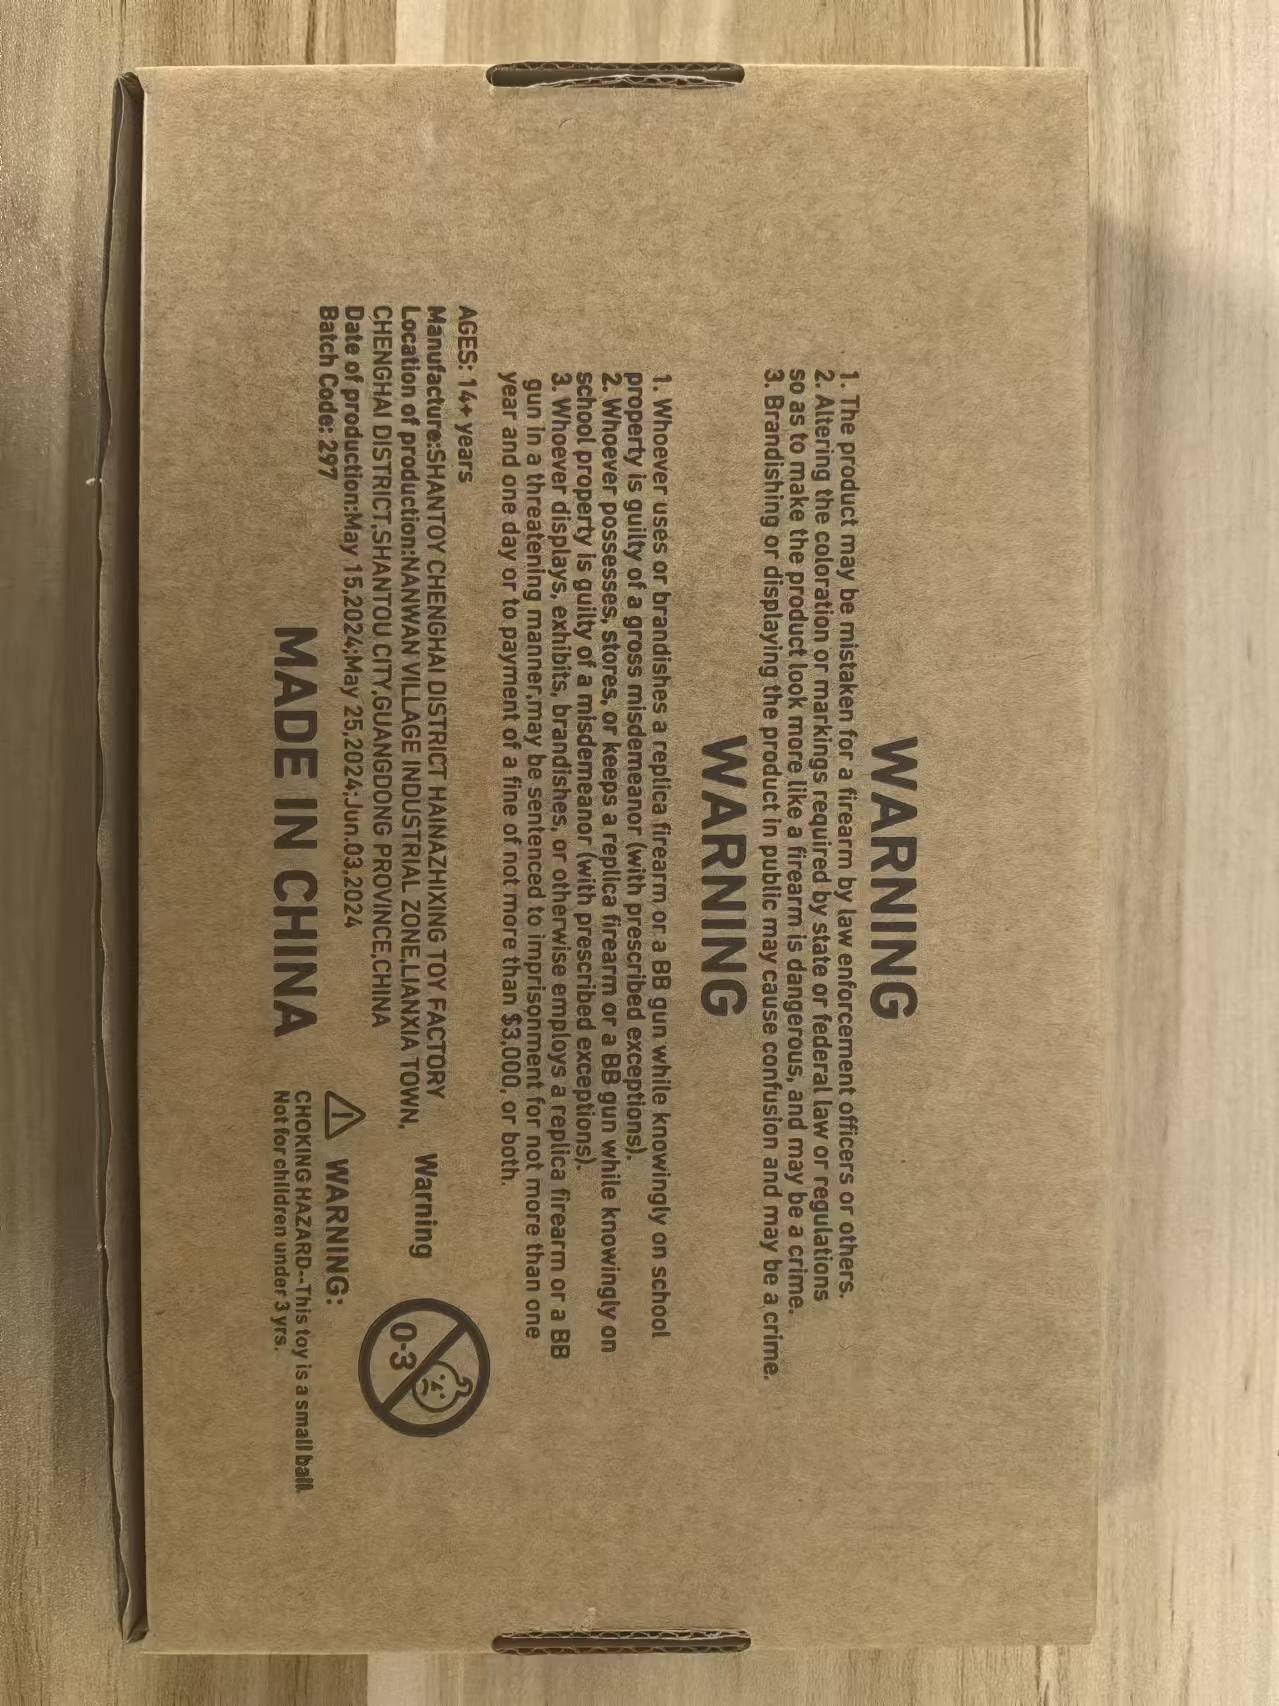 WARNING
1. The product may be mistaken for a firearm by law enforcement officers or others.
2. Altering the coloration or markings required by state or federal law or regulations
so as to make the product look more like a firearm is dangerous, and may be a crime.
3. Brandishing or displaying the product in public may cause confusion and may be a crime.
WARNING
1. Whoever uses or brandishes a replica firearm or a BB gun while knowingly on school
property is guilty of a gross misdemeanor (with prescribed exceptions).
2. Whoever possesses, stores, or keeps a replica firearm or a BB gun while knowingly on
school property is guilty of a misdemeanor (with prescribed exceptions).
3. Whoever displays, exhibits, brandishes, or otherwise employs a replica firearm or a BB
gun in a threatening manner,may be sentenced to imprisonment for not more than one
year and one day or to payment of a fine of not more than $3,000, or both.
AGES: 14+ years
Manufacture:SHANTOY CHENGHAI DISTRICT HAINAZHIXING TOY FACTORY
Location of production:NANWAN VILLAGE INDUSTRIAL ZONE,LIANXIA TOWN,
CHENGHAI DISTRICT,SHANTOU CITY,GUANGDONG PROVINCE,CHINA
Date of production:May 15,2024;May 25,2024;Jun.03,2024
Batch Code: 297
MADE IN CHINA
Warning
0-3
WARNING:
CHOKING HAZARD--This toy is a small ball.
Not for children under 3 yrs.